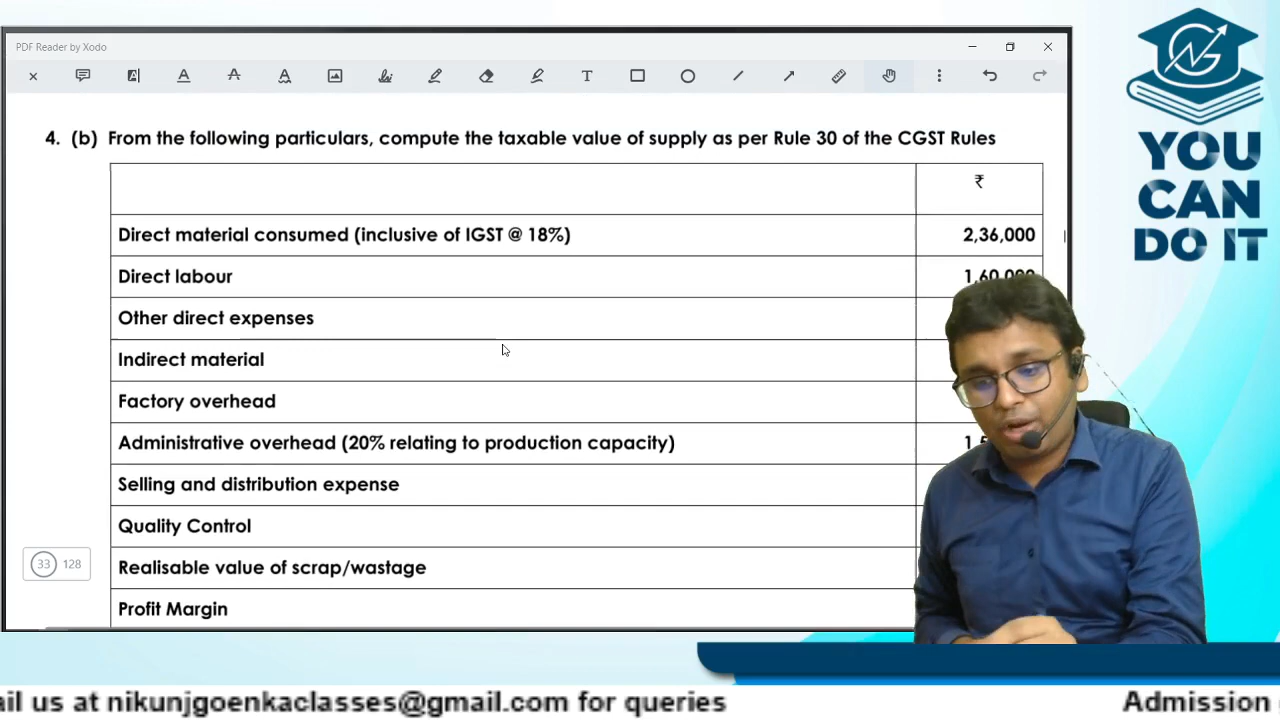 PDF Reader by Xodo
4. (b) From the following particulars, compute the taxable value of supply as per Rule 30 of the CGST Rules
₹
Direct material consumed (inclusive of IGST @ 18%) 2,36,000
Direct labour 1,60,000
Other direct expenses
Indirect material
Factory overhead
Administrative overhead (20% relating to production capacity)
Selling and distribution expense
Quality Control
Realisable value of scrap/wastage
Profit Margin
33 128
NG
YOU
CAN
DO IT
ail us at nikunjgoenkaclasses@gmail.com for queries Admission